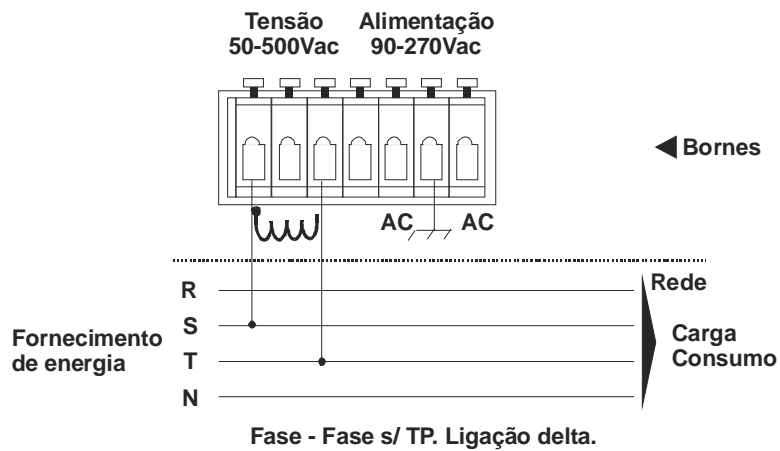 Tensão
50-500Vac
Alimentação
90-270Vac
Bornes
AC
AC
Rede
R
S
T
N
Fornecimento
de energia
Carga
Consumo
Fase - Fase s/ TP. Ligação delta.